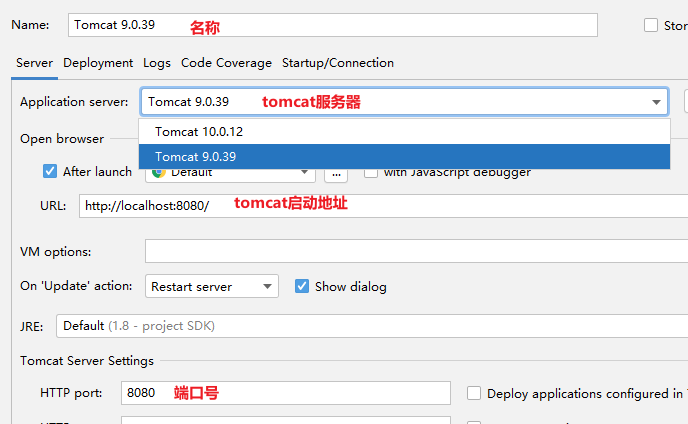 Name: Tomcat 9.0.39 名称 Stor
Server Deployment Logs Code Coverage Startup/Connection
Application server: Tomcat 9.0.39 tomcat服务器
Tomcat 10.0.12
Open browser
Tomcat 9.0.39
After launch Default ... with JavaScript debugger
URL: http://localhost:8080/ tomcat启动地址
VM options:
On 'Update' action: Restart server Show dialog
JRE: Default (1.8 - project SDK)
Tomcat Server Settings
HTTP port: 8080 端口号 Deploy applications configured in